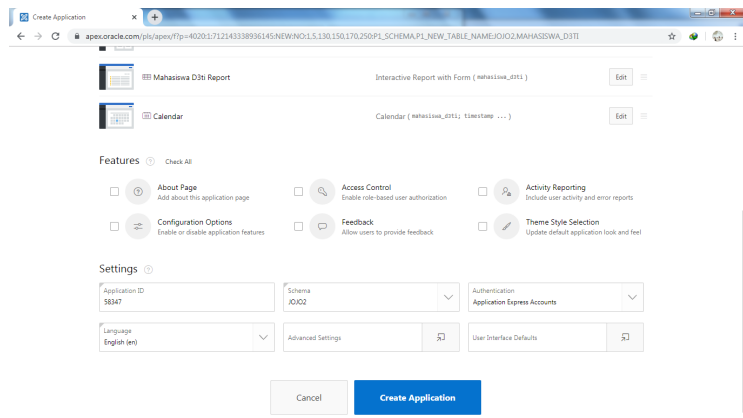 Create Application
apex.oracle.com/pls/apex/f?p=4020:1:712143338936145:NEW:NO:1,5,130,150,170,250:P1_SCHEMA,P1_NEW_TABLE_NAME:JOJO2,MAHASISWA_D3TI
Mahasiswa D3ti Report Interactive Report with Form ( mahasiswa_d3ti ) Edit
Calendar Calendar ( mahasiswa_d3ti; timestamp ... ) Edit
Features Check All
About Page
Add about this application page
Access Control
Enable role-based user authorization
Activity Reporting
Include user activity and error reports
Configuration Options
Enable or disable application features
Feedback
Allow users to provide feedback
Theme Style Selection
Update default application look and feel
Settings
Application ID
58347
Schema
JOJO2
Authentication
Application Express Accounts
Language
English (en)
Advanced Settings
User Interface Defaults
Cancel
Create Application